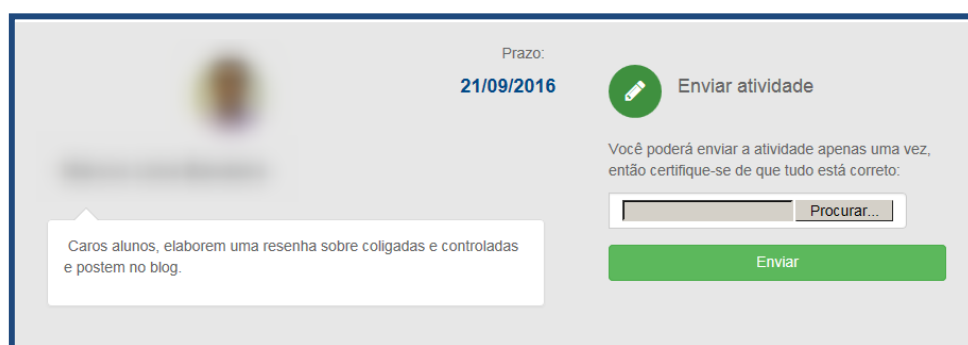 Prazo:
21/09/2016
Caros alunos, elaborem uma resenha sobre coligadas e controladas
e postem no blog.
Enviar atividade
Você poderá enviar a atividade apenas uma vez,
então certifique-se de que tudo está correto:
Procurar...
Enviar